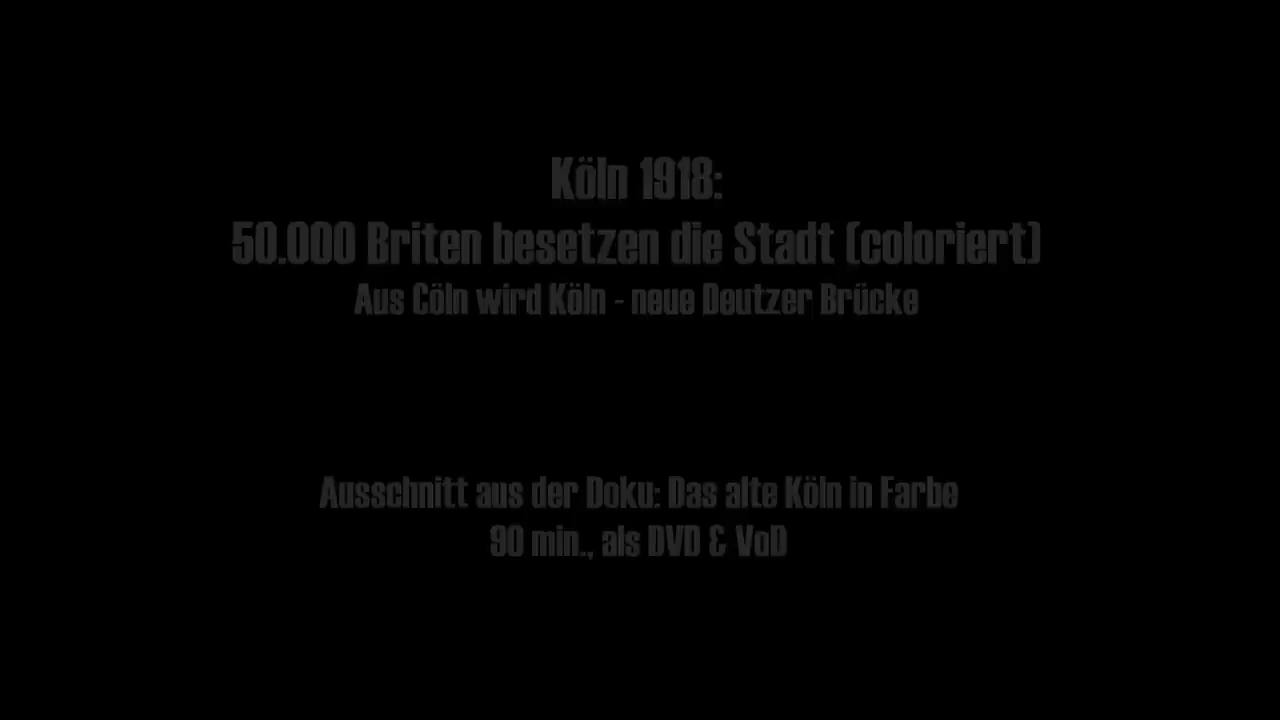 Köln 1918:
50.000 Briten besetzen die Stadt (coloriert)
Aus Cöln wird Köln - neue Deutzer Brücke
Ausschnitt aus der Doku: Das alte Köln in Farbe
90 min., als DVD & VoD